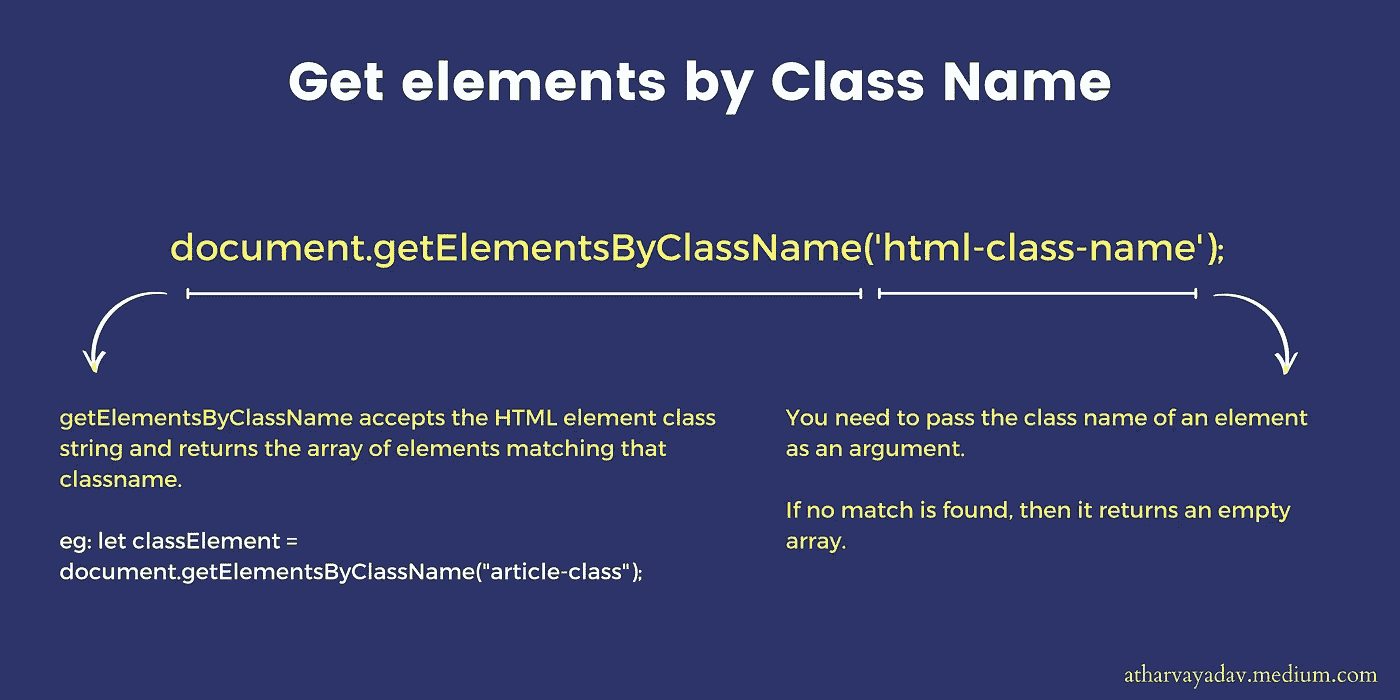 Get elements by Class Name
document.getElementsByClassName('html-class-name');
getElementsByClassName accepts the HTML element class
string and returns the array of elements matching that
classname.
eg: let classElement =
document.getElementsByClassName("article-class");
You need to pass the class name of an element
as an argument.
If no match is found, then it returns an empty
array.
atharvayadav.medium.com